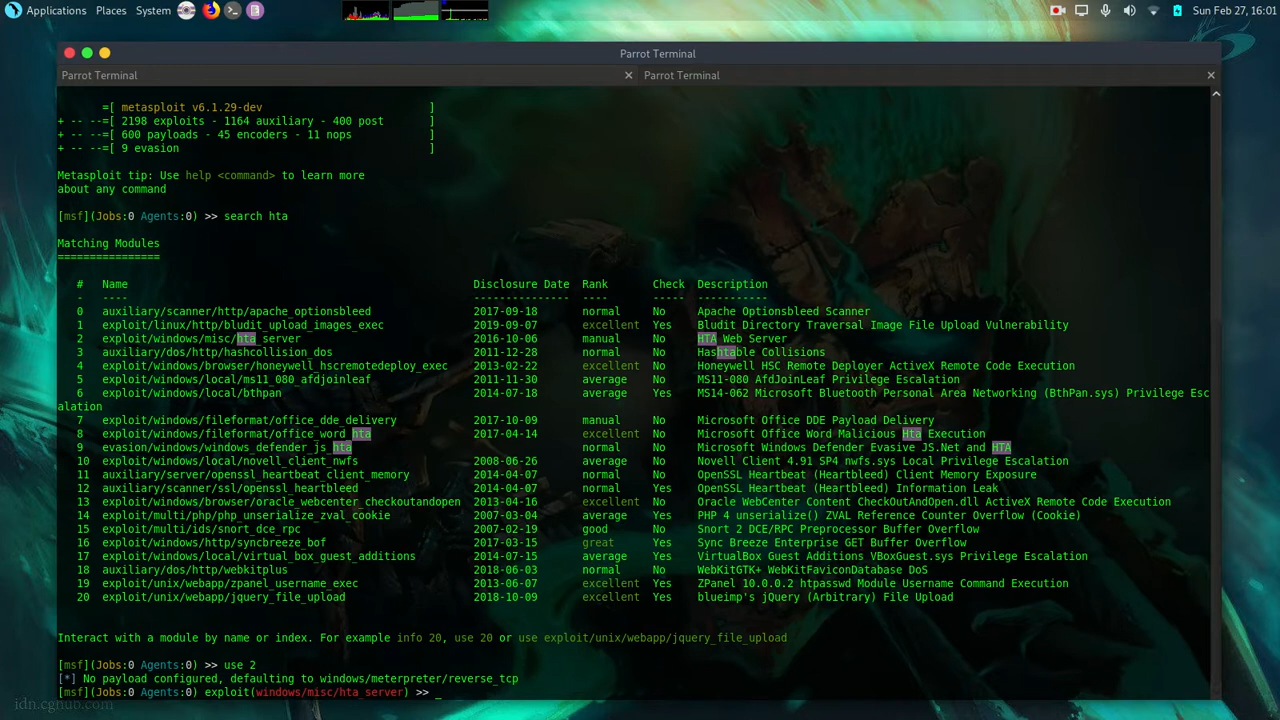 Applications Places System
Sun Feb 27, 16:01
Parrot Terminal
Parrot Terminal
Parrot Terminal
=[ metasploit v6.1.29-dev ]
+ -- --=[ 2198 exploits - 1164 auxiliary - 400 post ]
+ -- --=[ 600 payloads - 45 encoders - 11 nops ]
+ -- --=[ 9 evasion ]
Metasploit tip: Use help <command> to learn more
about any command
[msf](Jobs:0 Agents:0) >> search hta
Matching Modules
================
# Name Disclosure Date Rank Check Description
- ---- --------------- ---- ----- -----------
0 auxiliary/scanner/http/apache_optionsbleed 2017-09-18 normal No Apache Optionsbleed Scanner
1 exploit/linux/http/bludit_upload_images_exec 2019-09-07 excellent Yes Bludit Directory Traversal Image File Upload Vulnerability
2 exploit/windows/misc/hta_server 2016-10-06 manual No HTA Web Server
3 auxiliary/dos/http/hashcollision_dos 2011-12-28 normal No Hashtable Collisions
4 exploit/windows/browser/honeywell_hscremotedeploy_exec 2013-02-22 excellent No Honeywell HSC Remote Deployer ActiveX Remote Code Execution
5 exploit/windows/local/ms11_080_afdjoinleaf 2011-11-30 average No MS11-080 AfdJoinLeaf Privilege Escalation
6 exploit/windows/local/bthpan 2014-07-18 average Yes MS14-062 Microsoft Bluetooth Personal Area Networking (BthPan.sys) Privilege Esc
alation
7 exploit/windows/fileformat/office_dde_delivery 2017-10-09 manual No Microsoft Office DDE Payload Delivery
8 exploit/windows/fileformat/office_word_hta 2017-04-14 excellent No Microsoft Office Word Malicious Hta Execution
9 evasion/windows/windows_defender_js_hta normal No Microsoft Windows Defender Evasive JS.Net and HTA
10 exploit/windows/local/novell_client_nwfs 2008-06-26 average No Novell Client 4.91 SP4 nwfs.sys Local Privilege Escalation
11 auxiliary/server/openssl_heartbeat_client_memory 2014-04-07 normal No OpenSSL Heartbeat (Heartbleed) Client Memory Exposure
12 auxiliary/scanner/ssl/openssl_heartbleed 2014-04-07 normal Yes OpenSSL Heartbeat (Heartbleed) Information Leak
13 exploit/windows/browser/oracle_webcenter_checkoutandopen 2013-04-16 excellent No Oracle WebCenter Content CheckOutAndOpen.dll ActiveX Remote Code Execution
14 exploit/multi/php/php_unserialize_zval_cookie 2007-03-04 average Yes PHP 4 unserialize() ZVAL Reference Counter Overflow (Cookie)
15 exploit/multi/ids/snort_dce_rpc 2007-02-19 good No Snort 2 DCE/RPC Preprocessor Buffer Overflow
16 exploit/windows/http/syncbreeze_bof 2017-03-15 great Yes Sync Breeze Enterprise GET Buffer Overflow
17 exploit/windows/local/virtual_box_guest_additions 2014-07-15 average Yes VirtualBox Guest Additions VBoxGuest.sys Privilege Escalation
18 auxiliary/dos/http/webkitplus 2018-06-03 normal No WebKitGTK+ WebKitFaviconDatabase DoS
19 exploit/unix/webapp/zpanel_username_exec 2013-06-07 excellent Yes ZPanel 10.0.0.2 htpasswd Module Username Command Execution
20 exploit/unix/webapp/jquery_file_upload 2018-10-09 excellent Yes blueimp's jQuery (Arbitrary) File Upload
Interact with a module by name or index. For example info 20, use 20 or use exploit/unix/webapp/jquery_file_upload
[msf](Jobs:0 Agents:0) >> use 2
[*] No payload configured, defaulting to windows/meterpreter/reverse_tcp
[msf](Jobs:0 Agents:0) exploit(windows/misc/hta_server) >> _
idn.cghub.com